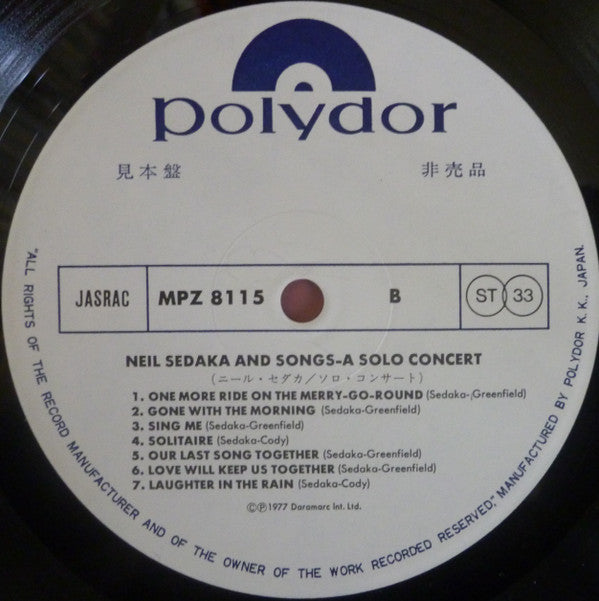 polydor
見本盤
非売品
JASRAC
MPZ 8115
B
ST 33
NEIL SEDAKA AND SONGS-A SOLO CONCERT
(ニール・セダカ/ソロ・コンサート)
1. ONE MORE RIDE ON THE MERRY-GO-ROUND (Sedaka-Greenfield)
2. GONE WITH THE MORNING (Sedaka-Greenfield)
3. SING ME (Sedaka-Greenfield)
4. SOLITAIRE (Sedaka-Cody)
5. OUR LAST SONG TOGETHER (Sedaka-Greenfield)
6. LOVE WILL KEEP US TOGETHER (Sedaka-Greenfield)
7. LAUGHTER IN THE RAIN (Sedaka-Cody)
©℗1977 Daramarc Int. Ltd.
"ALL RIGHTS OF THE RECORD MANUFACTURER AND OF THE OWNER OF THE WORK RECORDED RESERVED," MANUFACTURED BY POLYDOR K.K., JAPAN.